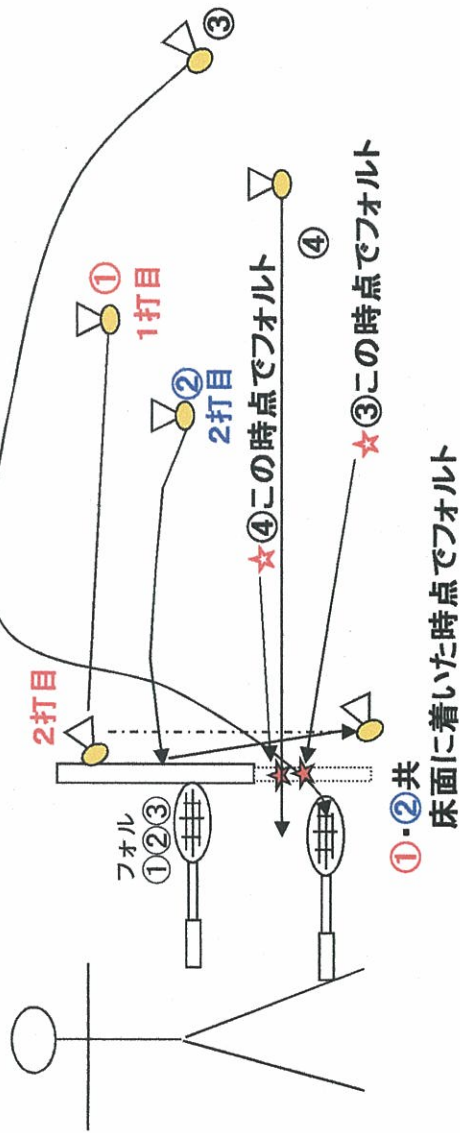 ③
①
1打目
②
2打目
④
★④この時点でフォルト
★③この時点でフォルト
2打目
フォル
①②③
①・②共
床面に着いた時点でフォルト